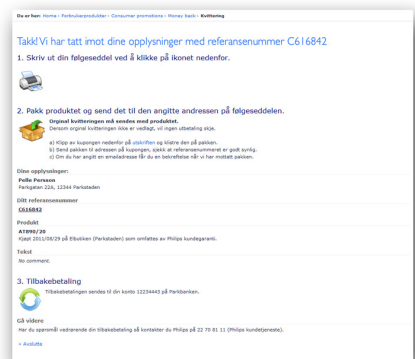 Du er her: Home › Forbrukerprodukter › Consumer promotions › Money back › Kvittering
Takk! Vi har tatt imot dine opplysninger med referansenummer C616842
1. Skriv ut din følgeseddel ved å klikke på ikonet nedenfor.
2. Pakk produktet og send det til den angitte andressen på følgeseddelen.
Orginal kvitteringen må sendes med produktet.
Dersom orginal kvitteringen ikke er vedlagt, vil ingen utbetaling skje.
a) Klipp av kupongen nedenfor på utskriften og klistre den på pakken.
b) Send pakken til adressen på kupongen, sjekk at referansenummeret er godt synlig.
c) Om du har angitt en emailadresse får du en bekreftelse når vi har mottatt pakken.
Dine opplysninger:
Pelle Persson
Parkgatan 22A, 12344 Parkstaden
Ditt referansenummer
C616842
Produkt
AT890/20
Kjøpt 2011/08/29 på Elbutiken (Parkstaden) som omfattes av Philips kundegaranti.
Tekst
No comment.
3. Tilbakebetaling
Tilbakebetalingen sendes til din konto 12234443 på Parkbanken.
Gå videre
Har du spørsmål vedrørende din tilbakebetaling så kontakter du Philips på 22 70 81 11 (Philips kundetjeneste).
» Avslutte